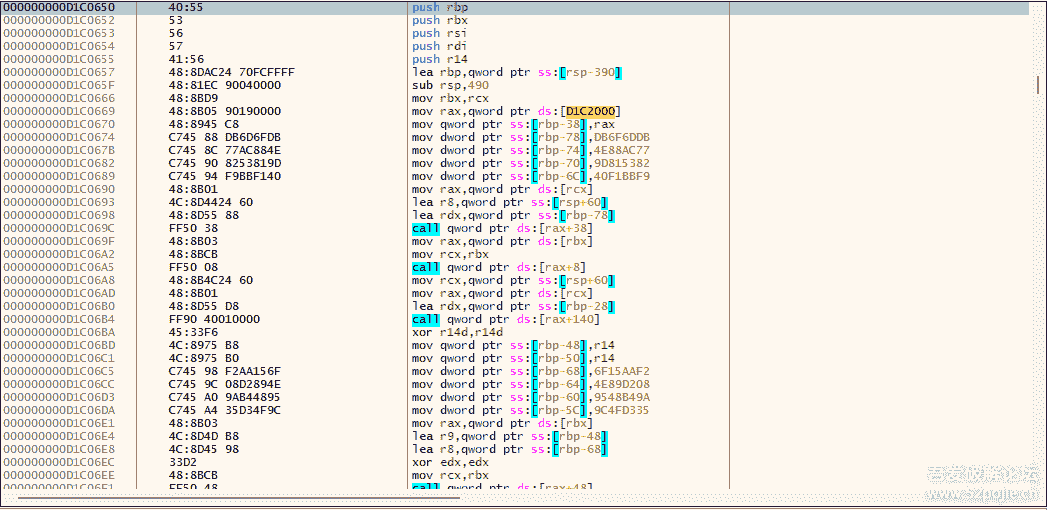 000000000D1C0650 40:55 push rbp
000000000D1C0652 53 push rbx
000000000D1C0653 56 push rsi
000000000D1C0654 57 push rdi
000000000D1C0655 41:56 push r14
000000000D1C0657 48:8DAC24 70FCFFFF lea rbp,qword ptr ss:[rsp-390]
000000000D1C065F 48:81EC 90040000 sub rsp,490
000000000D1C0666 48:8BD9 mov rbx,rcx
000000000D1C0669 48:8B05 90190000 mov rax,qword ptr ds:[D1C2000]
000000000D1C0670 48:8945 C8 mov qword ptr ss:[rbp-38],rax
000000000D1C0674 C745 88 DB6D6FDB mov dword ptr ss:[rbp-78],DB6F6DDB
000000000D1C067B C745 8C 77AC884E mov dword ptr ss:[rbp-74],4E88AC77
000000000D1C0682 C745 90 8253819D mov dword ptr ss:[rbp-70],9D815382
000000000D1C0689 C745 94 F9BBF140 mov dword ptr ss:[rbp-6C],40F1BBF9
000000000D1C0690 48:8B01 mov rax,qword ptr ds:[rcx]
000000000D1C0693 4C:8D4424 60 lea r8,qword ptr ss:[rsp+60]
000000000D1C0698 48:8D55 88 lea rdx,qword ptr ss:[rbp-78]
000000000D1C069C FF50 38 call qword ptr ds:[rax+38]
000000000D1C069F 48:8B03 mov rax,qword ptr ds:[rbx]
000000000D1C06A2 48:8BCB mov rcx,rbx
000000000D1C06A5 FF50 08 call qword ptr ds:[rax+8]
000000000D1C06A8 48:8B4C24 60 mov rcx,qword ptr ss:[rsp+60]
000000000D1C06AD 48:8B01 mov rax,qword ptr ds:[rcx]
000000000D1C06B0 48:8D55 D8 lea rdx,qword ptr ss:[rbp-28]
000000000D1C06B4 FF90 40010000 call qword ptr ds:[rax+140]
000000000D1C06BA 45:33F6 xor r14d,r14d
000000000D1C06BD 4C:8975 B8 mov qword ptr ss:[rbp-48],r14
000000000D1C06C1 4C:8975 B0 mov qword ptr ss:[rbp-50],r14
000000000D1C06C5 C745 98 F2AA156F mov dword ptr ss:[rbp-68],6F15AAF2
000000000D1C06CC C745 9C 08D2894E mov dword ptr ss:[rbp-64],4E89D208
000000000D1C06D3 C745 A0 9AB44895 mov dword ptr ss:[rbp-60],9548B49A
000000000D1C06DA C745 A4 35D34F9C mov dword ptr ss:[rbp-5C],9C4FD335
000000000D1C06E1 48:8B03 mov rax,qword ptr ds:[rbx]
000000000D1C06E4 4C:8D4D B8 lea r9,qword ptr ss:[rbp-48]
000000000D1C06E8 4C:8D45 98 lea r8,qword ptr ss:[rbp-68]
000000000D1C06EC 33D2 xor edx,edx
000000000D1C06EE 48:8BCB mov rcx,rbx
000000000D1C06F1 FF50 48 call qword ptr ds:[rax+48]
吾爱破解论坛
www.52pojie.cn